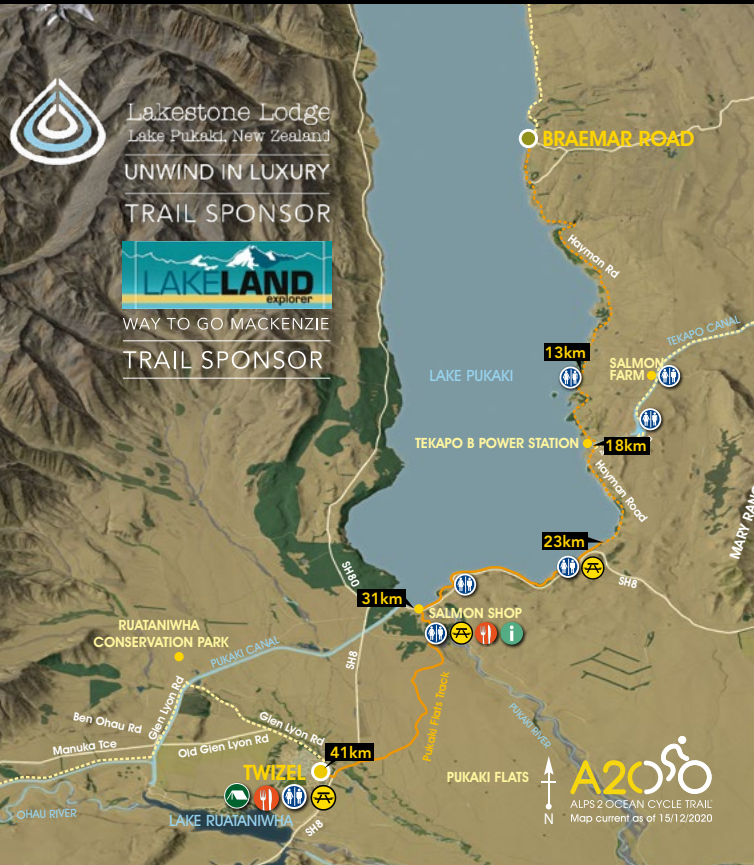 Lakestone Lodge
Lake Pukaki, New Zealand
UNWIND IN LUXURY
TRAIL SPONSOR
LAKELAND
explorer
WAY TO GO MACKENZIE
TRAIL SPONSOR
BRAEMAR ROAD
Hayman Rd
TEKAPO CANAL
13km
SALMON
FARM
LAKE PUKAKI
TEKAPO B POWER STATION
18km
Hayman Road
MARY RANG
23km
SH8
SH80
31km
SALMON SHOP
i
RUATANIWHA
CONSERVATION PARK
PUKAKI CANAL
SH8
Glen Lyon Rd
Pukaki Flats Track
PUKAKI RIVER
Ben Ohau Rd
Glen Lyon Rd
Manuka Tce
Old Glen Lyon Rd
41km
TWIZEL
PUKAKI FLATS
A2O
ALPS 2 OCEAN CYCLE TRAIL
N
Map current as of 15/12/2020
OHAU RIVER
LAKE RUATANIWHA
SH8